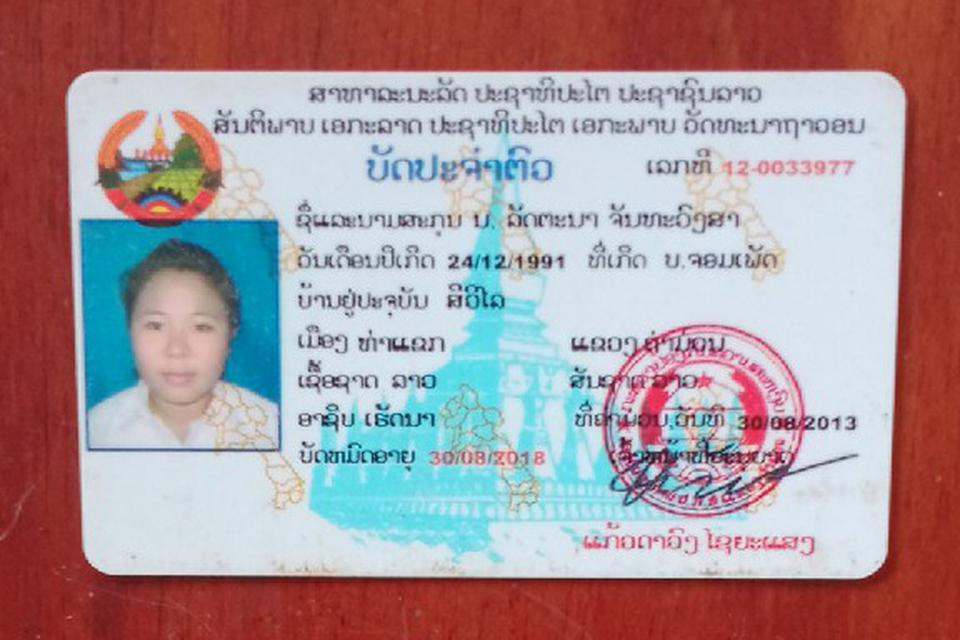 ສາທາລະນະລັດ ປະຊາທິປະໄຕ ປະຊາຊົນລາວ
ສັນຕິພາບ ເອກະລາດ ປະຊາທິປະໄຕ ເອກະພາບ ວັດທະນາຖາວອນ
ບັດປະຈຳຕົວ ເລກທີ 12-0033977
ຊື່ແລະນາມສະກຸນ ນ. ລັດຕະນາ ຈັນທະວົງສາ
ວັນເດືອນປີເກີດ 24/12/1991 ທີ່ເກີດ ບ.ຈອມເພັດ
ບ້ານຢູ່ປະຈຸບັນ ສີວິໄລ
ເມືອງ ທ່າແຂກ ແຂວງ ຄໍາມ່ວນ
ເຊື້ອຊາດ ລາວ ສັນຊາດ ລາວ
ອາຊີບ ເຮັດນາ ທີ່ຄໍາມ່ວນ,ວັນທີ 30/08/2013
ບັດຫມົດອາຍຸ 30/08/2018
ແກ້ວດາວົງ ໄຊຍະແສງ